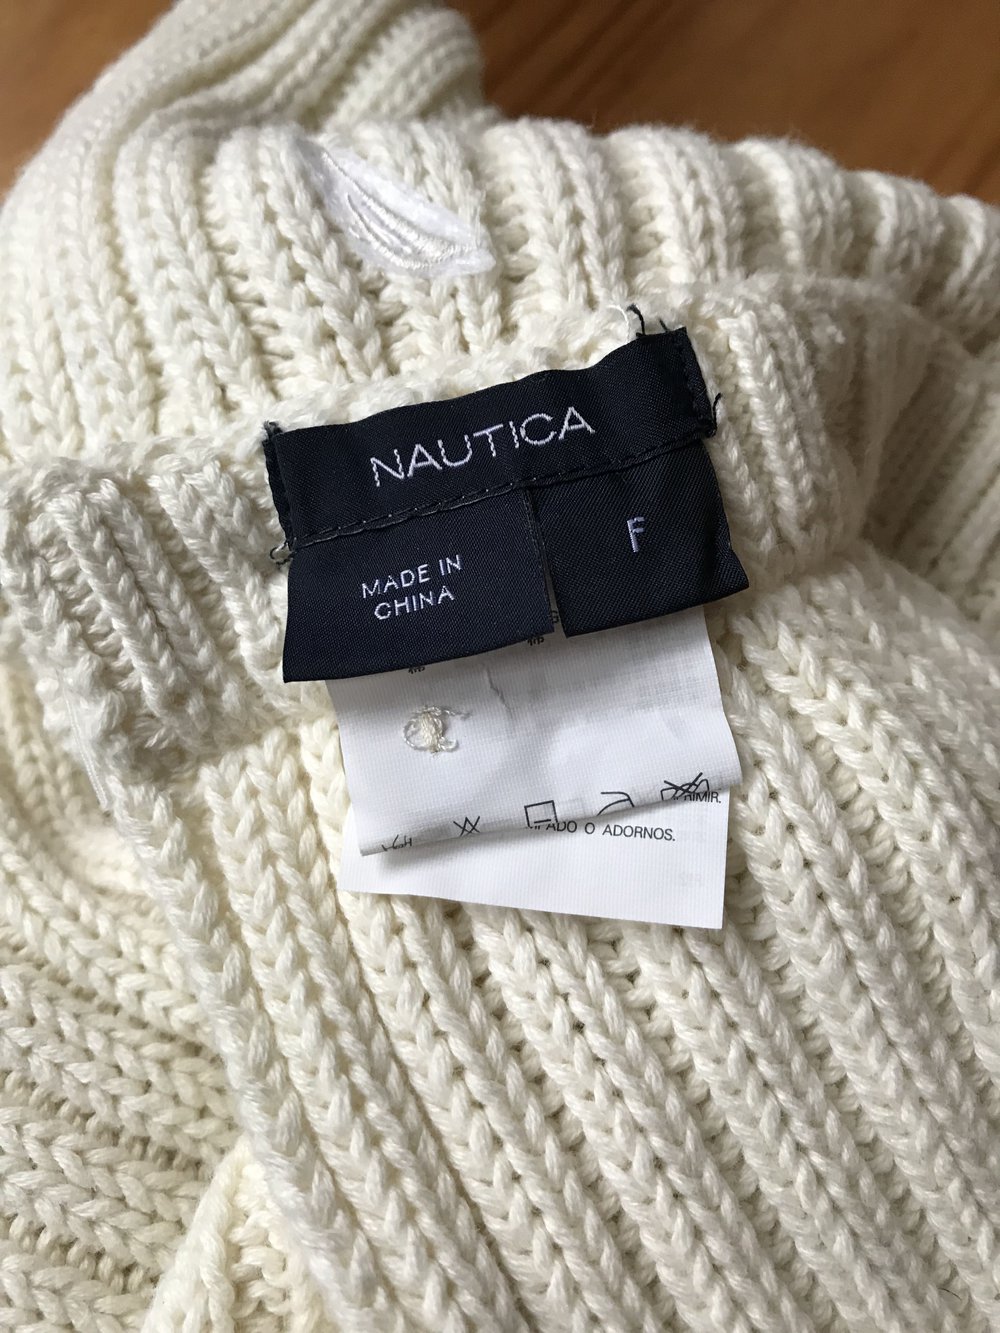 NAUTICA
MADE IN
CHINA
F
O ADORNOS.